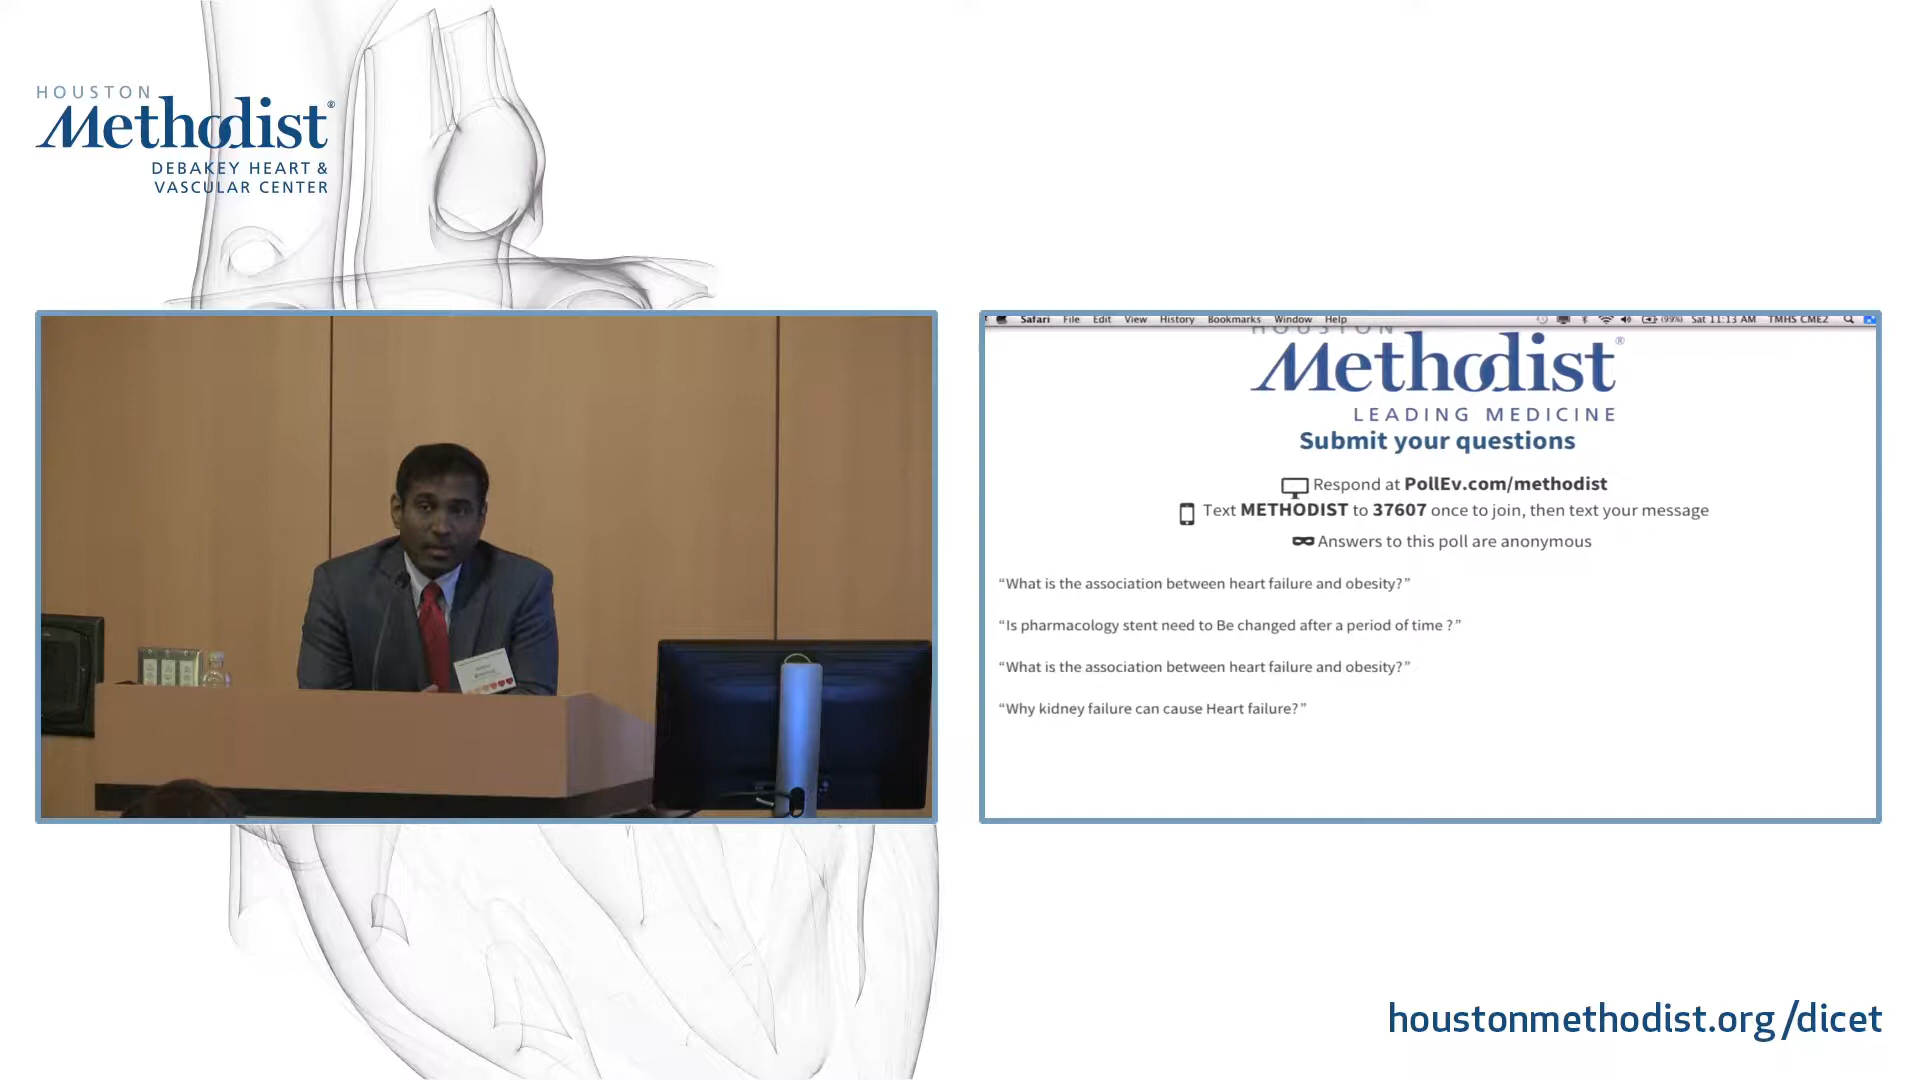 HOUSTON
Methodist®
DEBAKEY HEART &
VASCULAR CENTER
Safari File Edit View History Bookmarks Window Help (99%) Sat 11:13 AM TMHS CME2
HOUSTON
Methodist®
LEADING MEDICINE
Submit your questions
Respond at PollEv.com/methodist
Text METHODIST to 37607 once to join, then text your message
Answers to this poll are anonymous
“What is the association between heart failure and obesity?”
“Is pharmacology stent need to Be changed after a period of time ?”
“What is the association between heart failure and obesity?”
“Why kidney failure can cause Heart failure?”
houstonmethodist.org/dicet